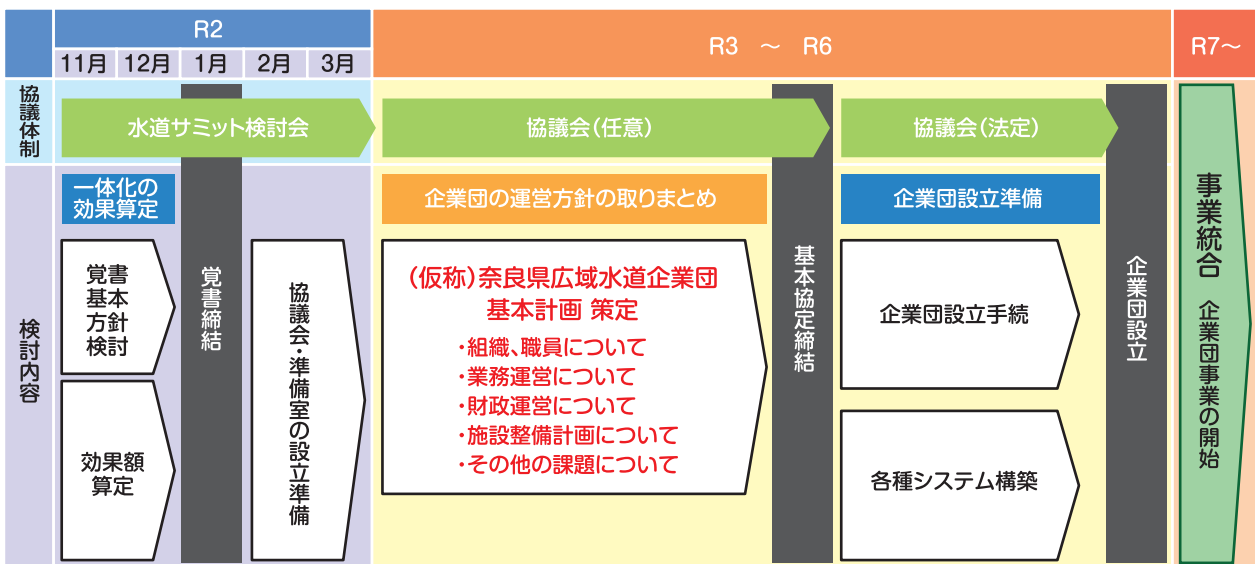 R2
R3 ～ R6
R7～
11月
12月
1月
2月
3月
協議体制
水道サミット検討会
協議会（任意）
協議会（法定）
検討内容
一体化の
効果算定
覚書
基本
方針
検討
効果額
算定
覚書締結
協議会・準備室の設立準備
企業団の運営方針の取りまとめ
（仮称）奈良県広域水道企業団
基本計画 策定
・組織、職員について
・業務運営について
・財政運営について
・施設整備計画について
・その他の課題について
基本協定締結
企業団設立準備
企業団設立手続
各種システム構築
企業団設立
事業統合 企業団事業の開始